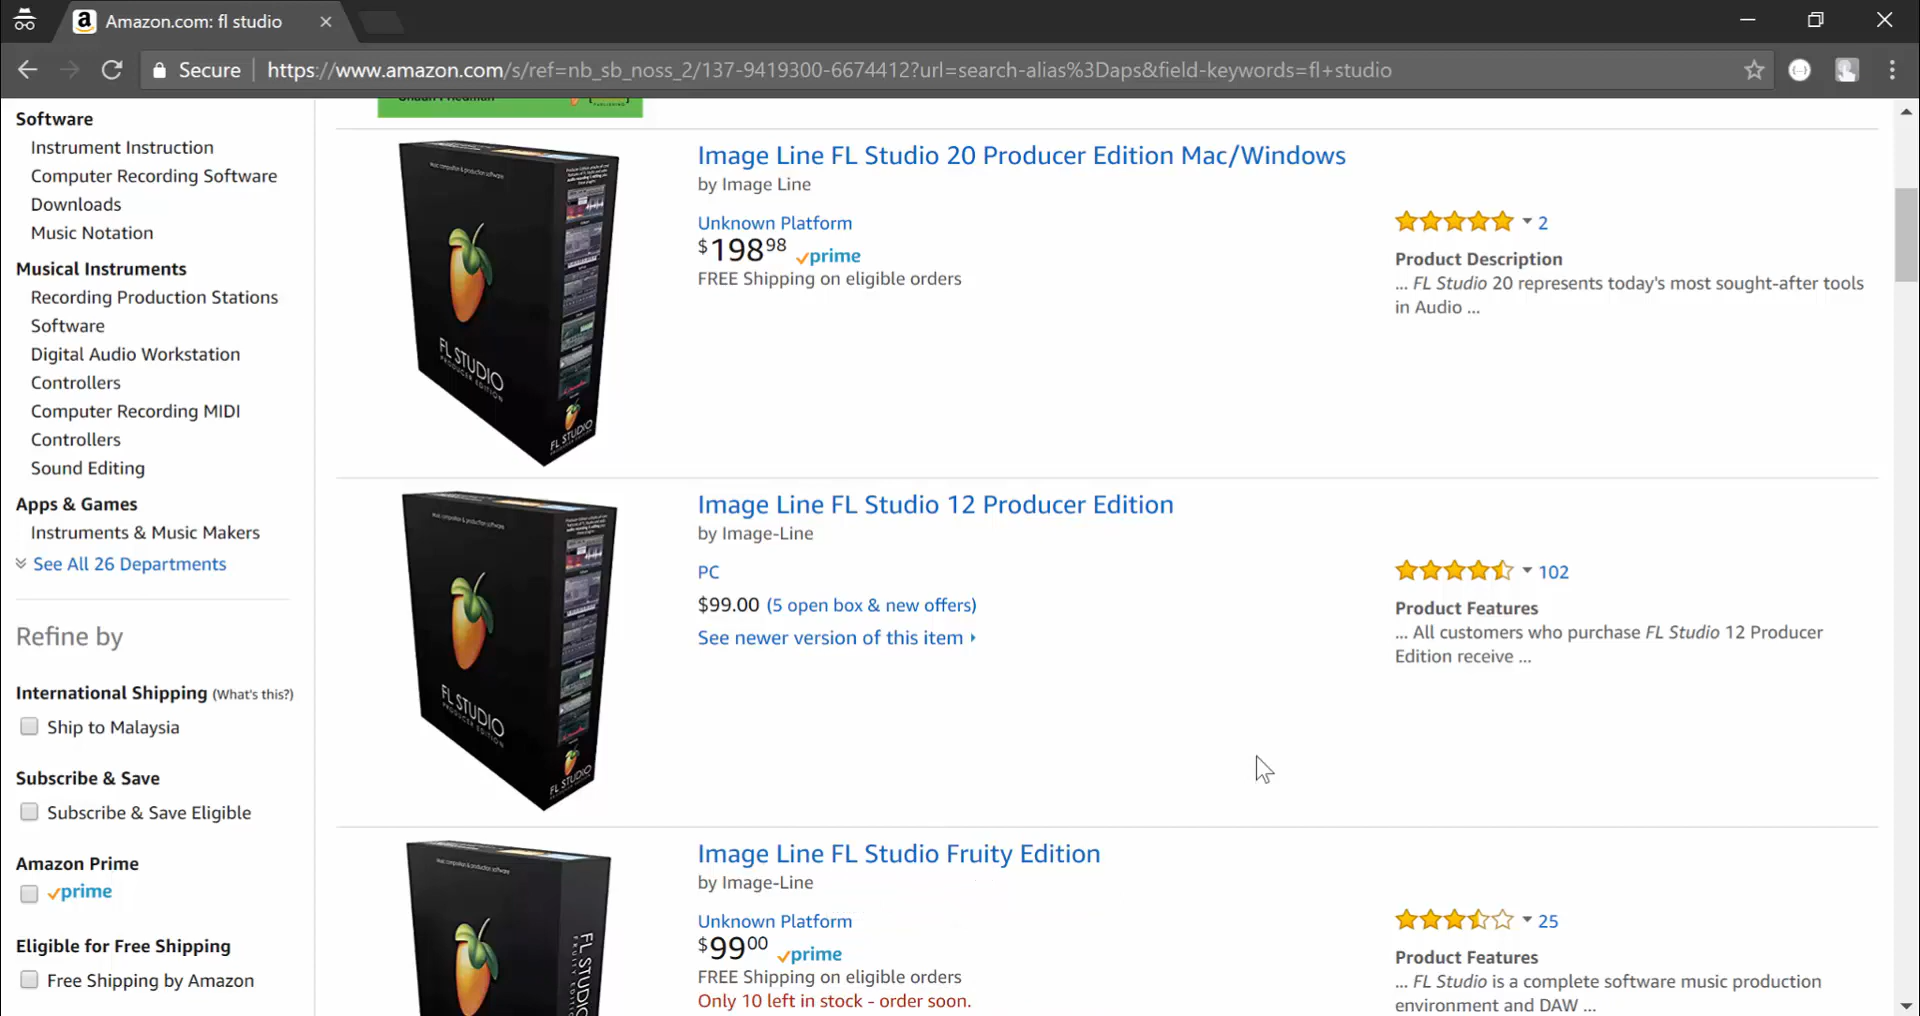 Amazon.com: fl studio
Secure
https://www.amazon.com/s/ref=nb_sb_noss_2/137-9419300-6674412?url=search-alias%3Daps&field-keywords=fl+studio
Software
Instrument Instruction
Computer Recording Software
Downloads
Music Notation
Musical Instruments
Recording Production Stations
Software
Digital Audio Workstation
Controllers
Computer Recording MIDI
Controllers
Sound Editing
Apps & Games
Instruments & Music Makers
See All 26 Departments
Refine by
International Shipping (What's this?)
Ship to Malaysia
Subscribe & Save
Subscribe & Save Eligible
Amazon Prime
prime
Eligible for Free Shipping
Free Shipping by Amazon
FL STUDIO
PRODUCER EDITION
FL STUDIO
Image Line FL Studio 20 Producer Edition Mac/Windows
by Image Line
Unknown Platform
$198 98 prime
FREE Shipping on eligible orders
2
Product Description
... FL Studio 20 represents today's most sought-after tools
in Audio ...
FL STUDIO
PRODUCER EDITION
FL STUDIO
Image Line FL Studio 12 Producer Edition
by Image-Line
PC
$99.00 (5 open box & new offers)
See newer version of this item
102
Product Features
... All customers who purchase FL Studio 12 Producer
Edition receive ...
FL STUDIO
Image Line FL Studio Fruity Edition
by Image-Line
Unknown Platform
$99 00 prime
FREE Shipping on eligible orders
Only 10 left in stock - order soon.
25
Product Features
... FL Studio is a complete software music production
environment and DAW ...